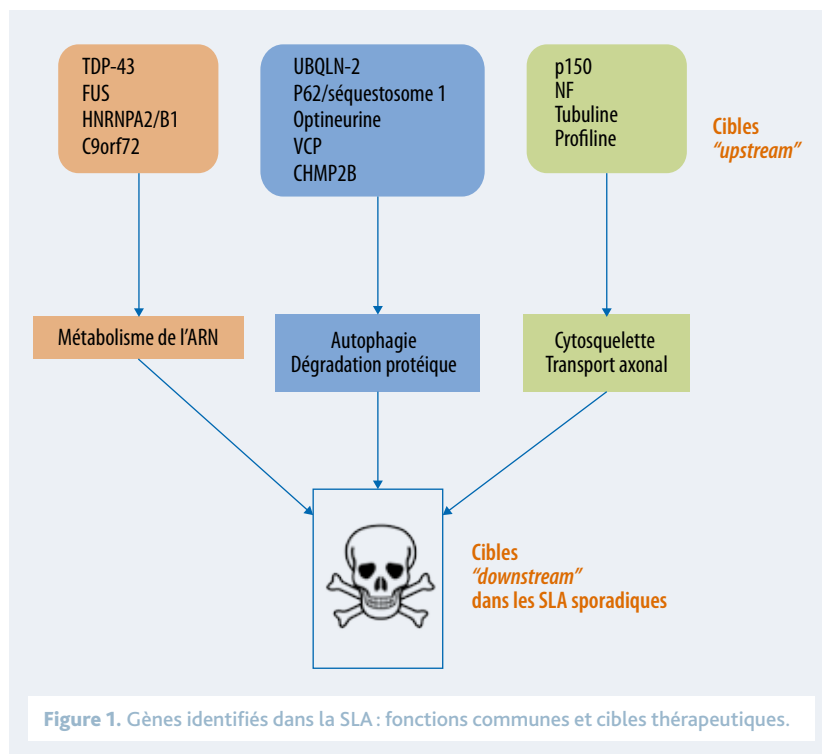 TDP-43
FUS
HNRNPA2/B1
C9orf72
UBQLN-2
P62/séquestosome 1
Optineurine
VCP
CHMP2B
p150
NF
Tubuline
Profiline
Cibles
“upstream”
Métabolisme de l’ARN
Autophagie
Dégradation protéique
Cytosquelette
Transport axonal
Cibles
“downstream”
dans les SLA sporadiques
Figure 1. Gènes identifiés dans la SLA : fonctions communes et cibles thérapeutiques.